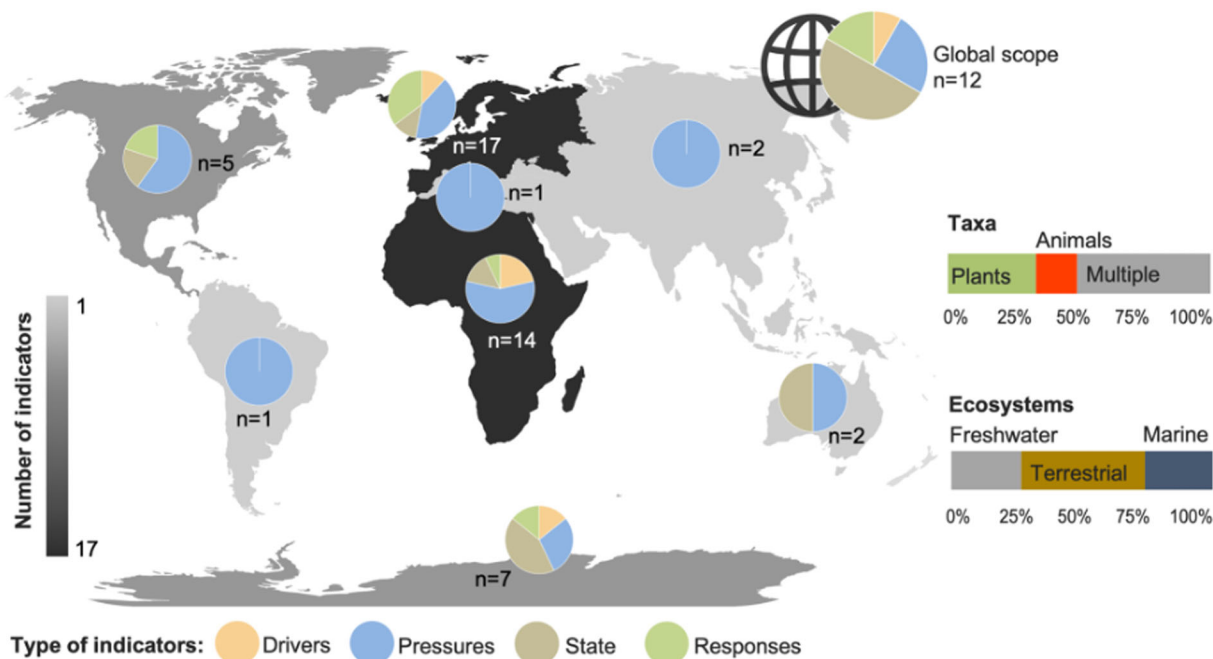 Global scope
n=12
n=17
n=5
n=2
n=1
Taxa
Animals
Plants
Multiple
0% 25% 50% 75% 100%
1
n=14
Number of indicators
n=1
Ecosystems
n=2
Freshwater Marine
Terrestrial
0% 25% 50% 75% 100%
17
n=7
Type of indicators: Drivers Pressures State Responses